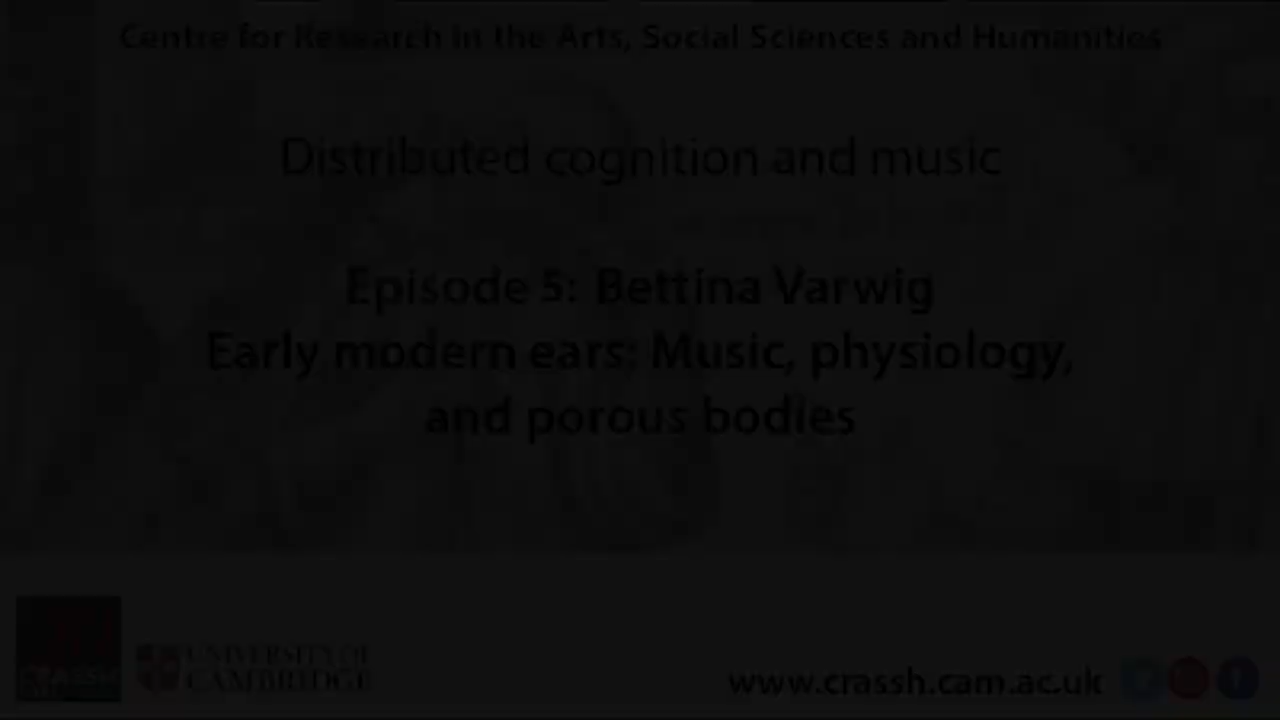 Centre for Research in the Arts, Social Sciences and Humanities
Distributed cognition and music
Episode 5: Bettina Varwig
Early modern ears: Music, physiology,
and porous bodies
CRASSH
UNIVERSITY OF
CAMBRIDGE
www.crassh.cam.ac.uk